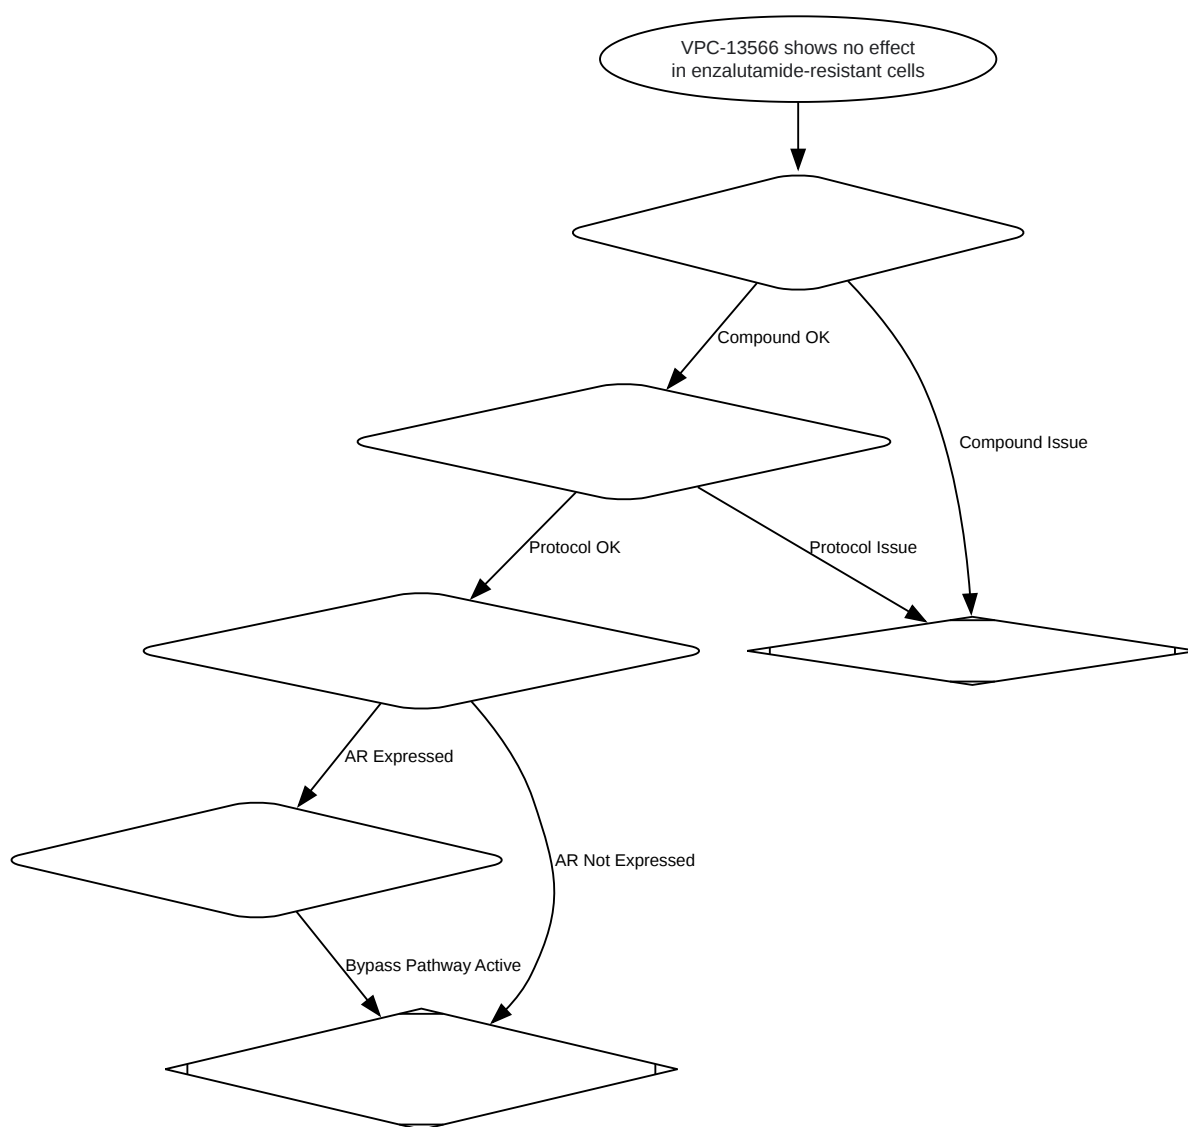 VPC-13566 shows no effect
in enzalutamide-resistant cells
Compound OK
Compound Issue
Protocol OK
Protocol Issue
AR Expressed
AR Not Expressed
Bypass Pathway Active